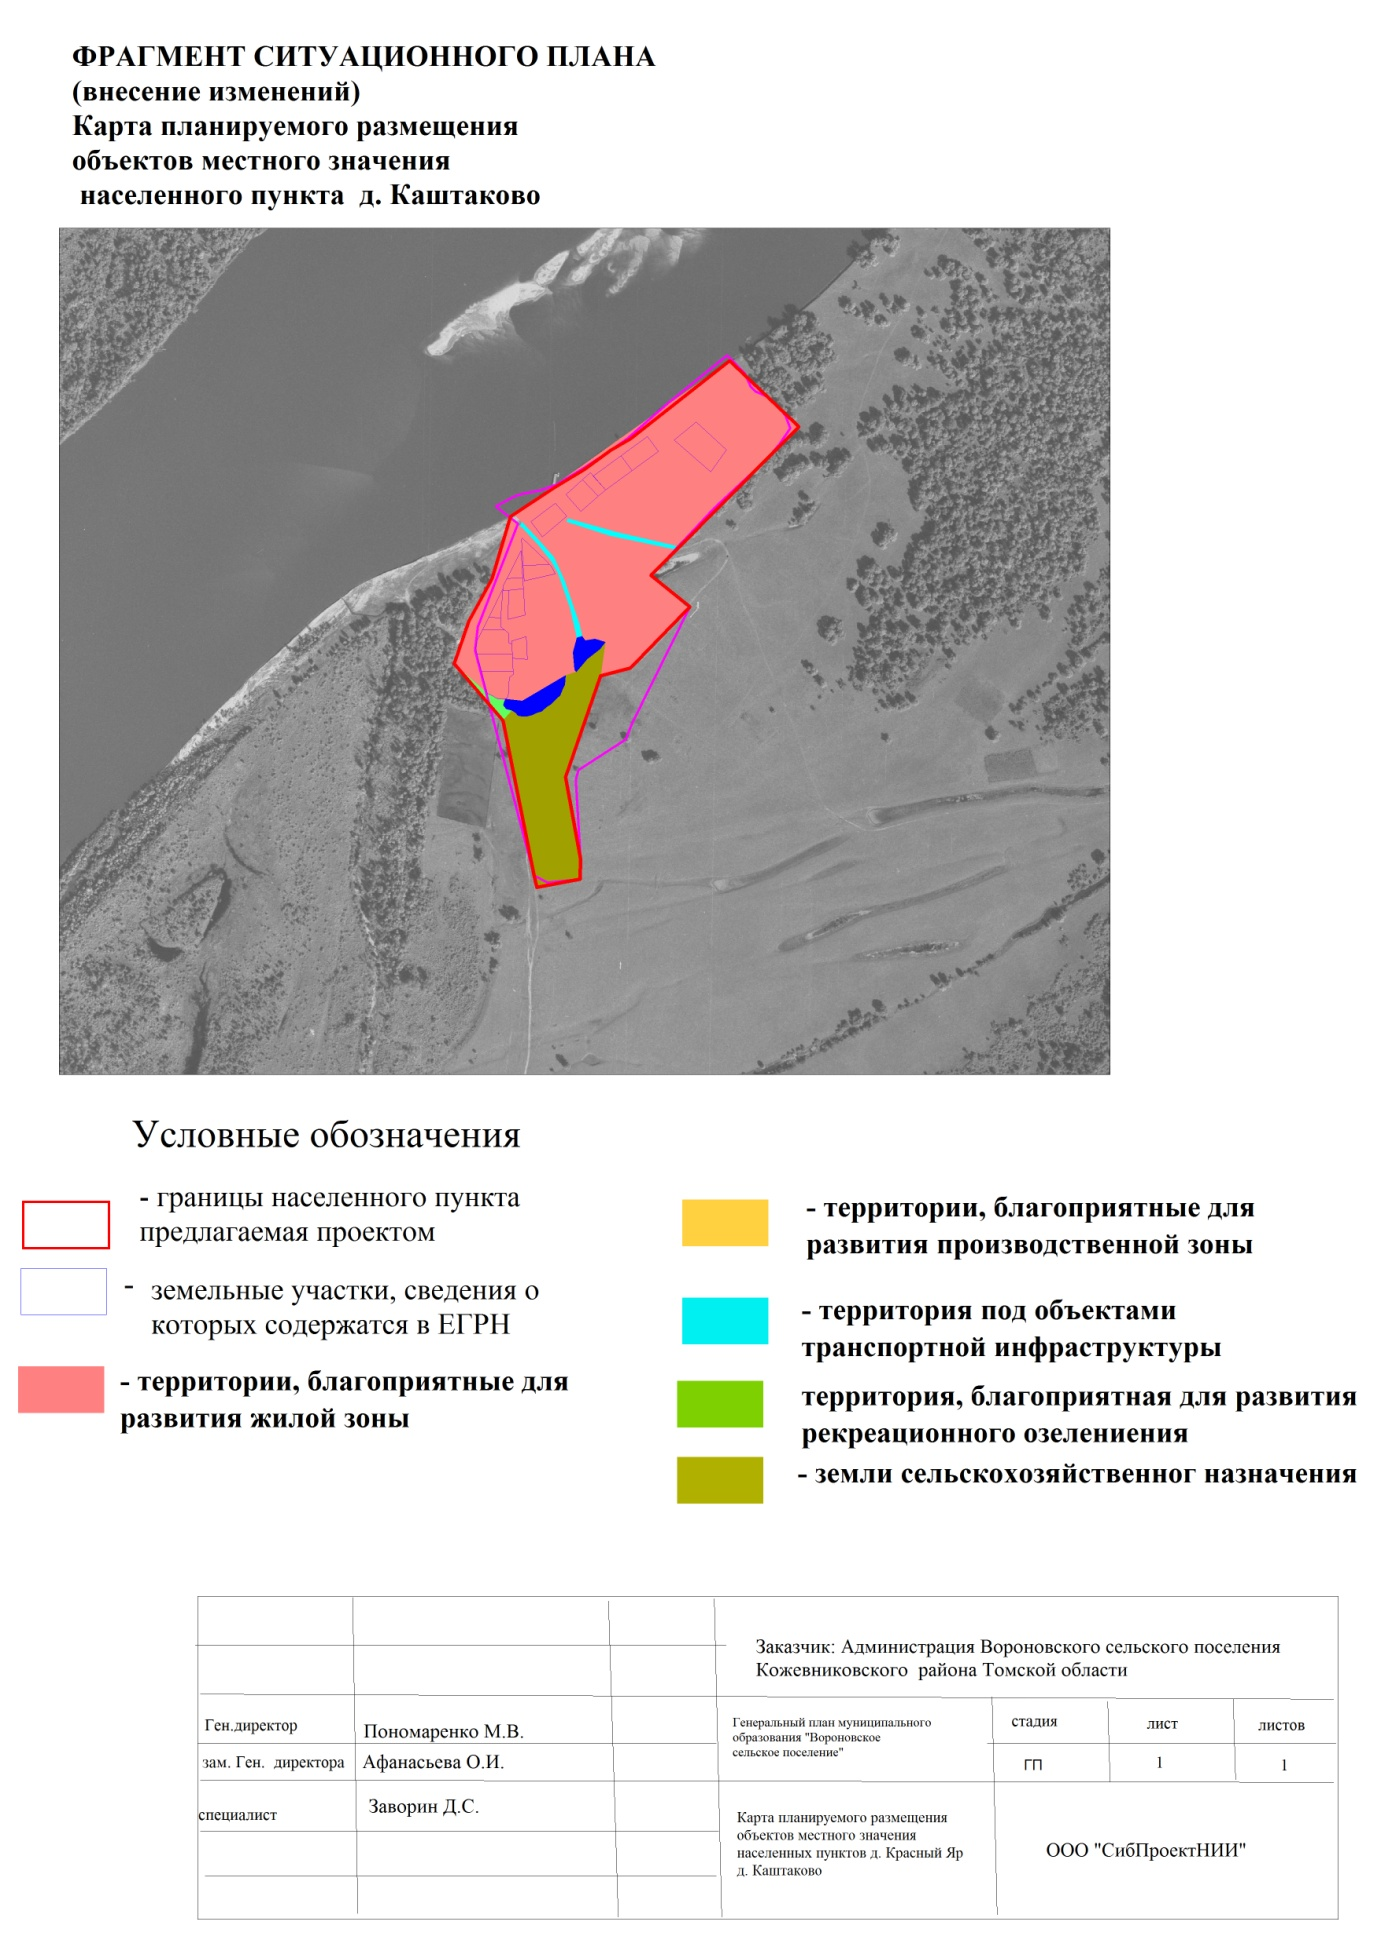 ФРАГМЕНТ СИТУАЦИОННОГО ПЛАНА
(внесение изменений)
Карта планируемого размещения
объектов местного значения
населенного пункта д. Каштаково
Условные обозначения
- границы населенного пункта
предлагаемая проектом
- земельные участки, сведения о
которых содержатся в ЕГРН
- территории, благоприятные для
развития жилой зоны
- территории, благоприятные для
развития производственной зоны
- территория под объектами
транспортной инфраструктуры
территория, благоприятная для развития
рекреационного озелениения
- земли сельскохозяйственног назначения
Заказчик: Администрация Вороновского сельского поселения
Кожевниковского района Томской области
Ген.директор
Пономаренко М.В.
зам. Ген. директора
Афанасьева О.И.
специалист
Заворин Д.С.
Генеральный план муниципального
образования "Вороновское
сельское поселение"
стадия
лист
листов
ГП
1
1
Карта планируемого размещения
объектов местного значения
населенных пунктов д. Красный Яр
д. Каштаково
ООО "СибПроектНИИ"